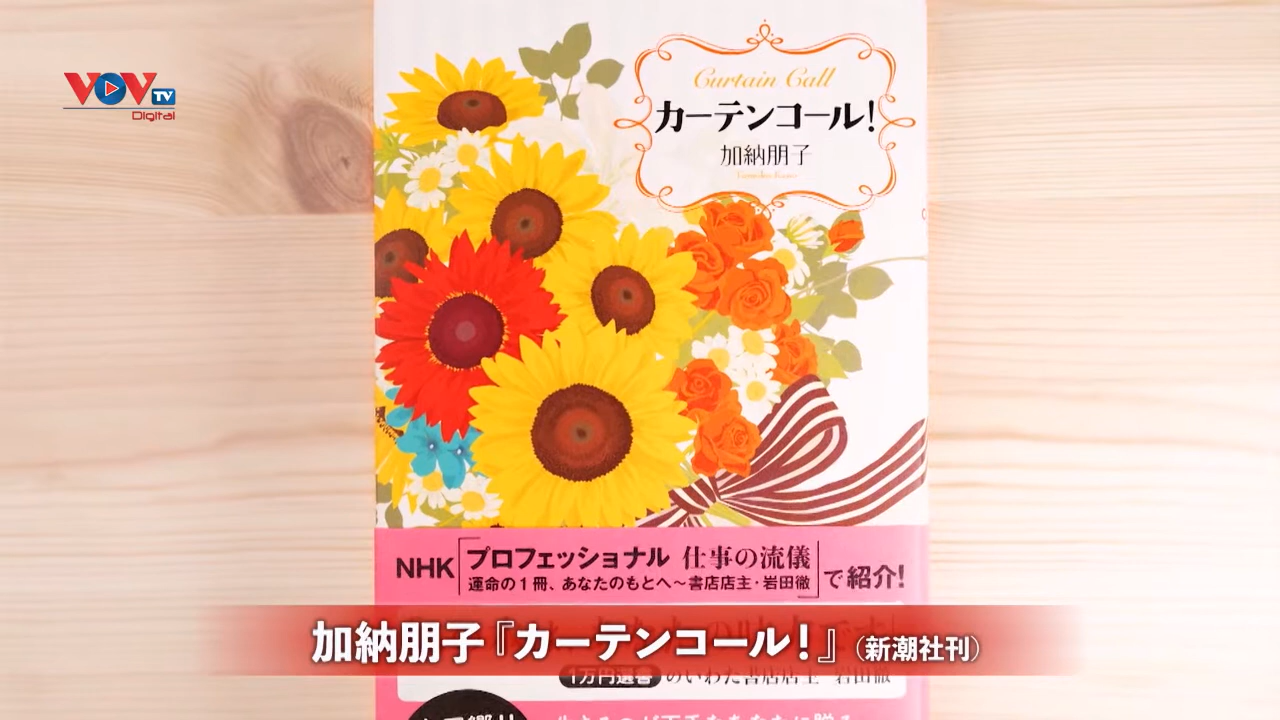 VOV TV
Digital
Curtain Call
カーテンコール!
加納朋子
Tomoko Kanou
NHK「プロフェッショナル 仕事の流儀
運命の1冊、あなたのもとへ～書店店主・岩田徹」で紹介!
加納朋子『カーテンコール!』(新潮社刊)
1万円選書 のいわた書店店主 岩田徹